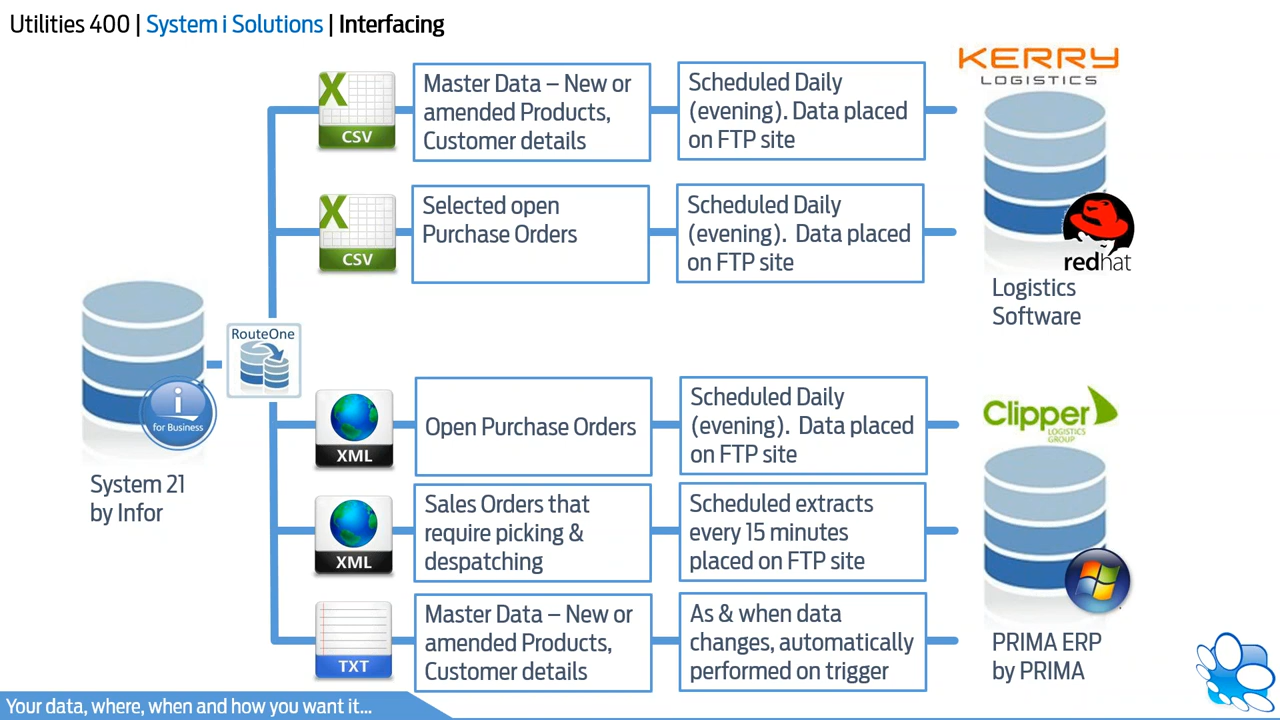 Utilities 400 | System i Solutions | Interfacing
CSV
Master Data – New or
amended Products,
Customer details
Scheduled Daily
(evening). Data placed
on FTP site
KERRY
LOGISTICS
CSV
Selected open
Purchase Orders
Scheduled Daily
(evening). Data placed
on FTP site
redhat
Logistics
Software
RouteOne
i
for Business
System 21
by Infor
XML
Open Purchase Orders
Scheduled Daily
(evening). Data placed
on FTP site
Clipper
LOGISTICS
GROUP
XML
Sales Orders that
require picking &
despatching
Scheduled extracts
every 15 minutes
placed on FTP site
TXT
Master Data – New or
amended Products,
Customer details
As & when data
changes, automatically
performed on trigger
PRIMA ERP
by PRIMA
Your data, where, when and how you want it...